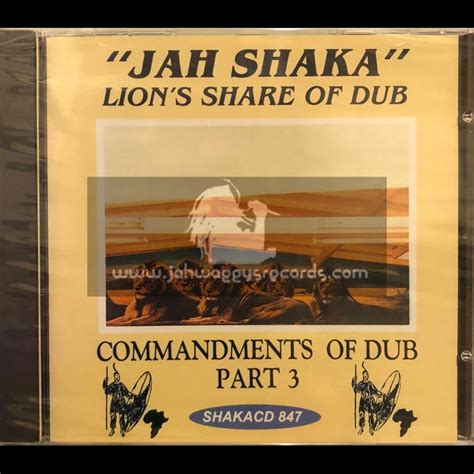 "JAH SHAKA"
LION'S SHARE OF DUB
www.jahwaggysrecords.com
COMMANDMENTS OF DUB
PART 3
SHAKACD 847